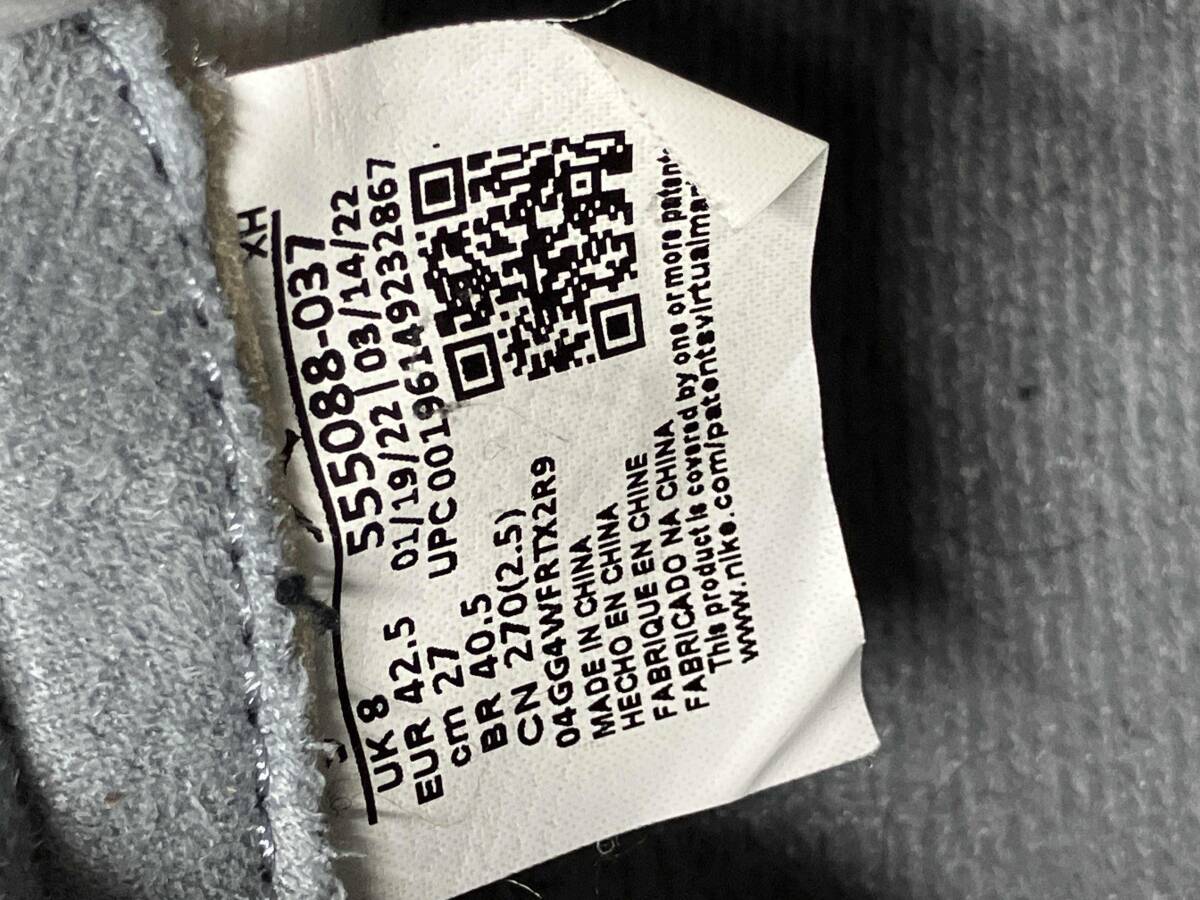 XH
UK 8
EUR 42.5
cm 27
BR 40.5
CN 270(2.5)
555088-037
01/19/22 | 03/14/22
UPC 00196149232867
04GG4WFRTX2R9
MADE IN CHINA
HECHO EN CHINA
FABRIQUE EN CHINE
FABRICADO NA CHINA
This product is covered by one or more
www.nike.com/